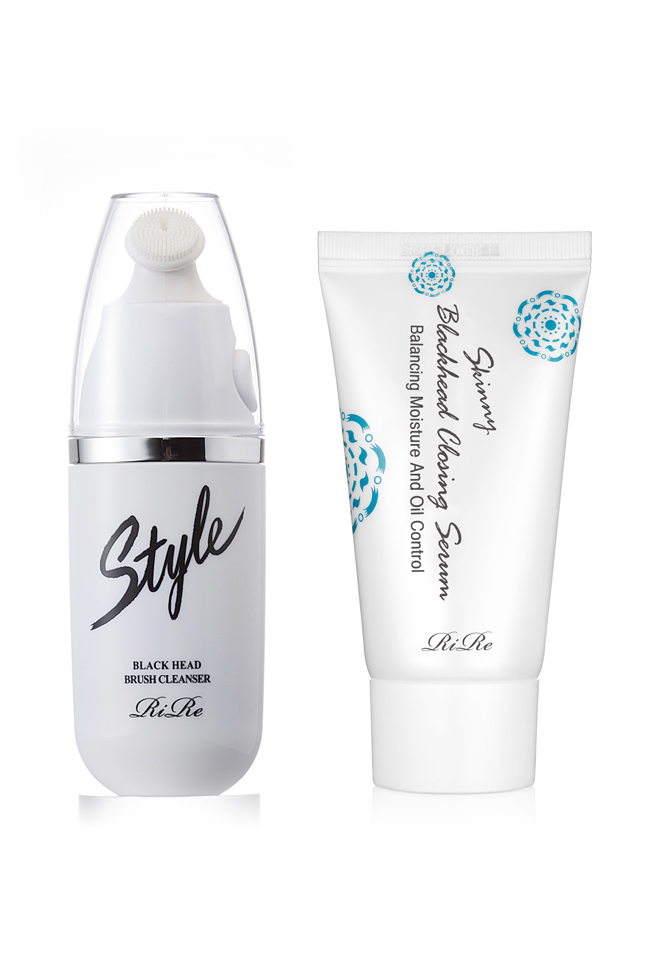 Style
BLACK HEAD
BRUSH CLEANSER
RiRe
Skinny
Blackhead Closing Serum
Balancing Moisture And Oil Control
RiRe